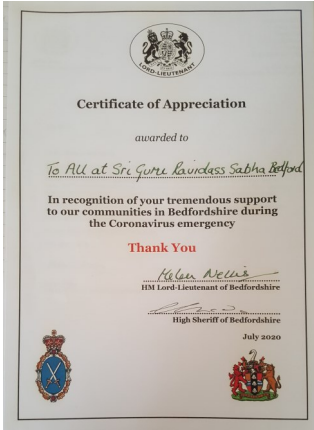 LORD-LIEUTENANT
Certificate of Appreciation
awarded to
To All at Sri Guru Ravidass Sabha Bedford
In recognition of your tremendous support
to our communities in Bedfordshire during
the Coronavirus emergency
Thank You
Helen Nellis
HM Lord-Lieutenant of Bedfordshire
High Sheriff of Bedfordshire
July 2020